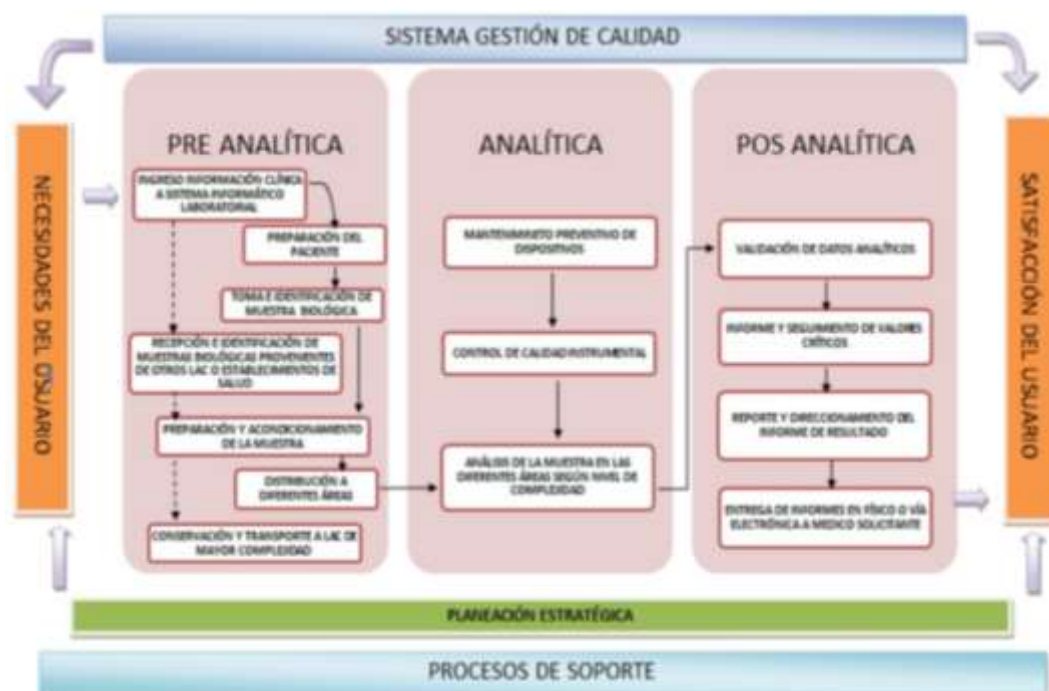 SISTEMA GESTIÓN DE CALIDAD
NECESIDADES DEL USUARIO
PRE ANALÍTICA
INGRESO INFORMACIÓN CLÍNICA
A SISTEMA INFORMÁTICO
LABORATORIAL
PREPARACIÓN DEL
PACIENTE
TOMA E IDENTIFICACIÓN DE
MUESTRA BIOLÓGICA
RECEPCIÓN E IDENTIFICACIÓN DE
MUESTRAS BIOLÓGICAS PROVENIENTES
DE OTROS LAC O ESTABLECIMIENTOS DE
SALUD
PREPARACIÓN Y ACONDICIONAMIENTO
DE LA MUESTRA
DISTRIBUCIÓN A
DIFERENTES ÁREAS
CONSERVACIÓN Y TRANSPORTE A LAC DE
MAYOR COMPLEJIDAD
ANALÍTICA
MANTENIMIRETO PREVENTIVO DE
DISPOSITIVOS
CONTROL DE CALIDAD INSTRUMENTAL
ANÁLISIS DE LA MUESTRA EN LAS
DIFERENTES ÁREAS SEGÚN NIVEL DE
COMPLEJIDAD
POS ANALÍTICA
VALIDACIÓN DE DATOS ANALÍTICOS
INFORME Y SEGUIMIENTO DE VALORES
CRÍTICOS
REPORTE Y DIRECCIONAMIENTO DEL
INFORME DE RESULTADO
ENTREGA DE INFORMES EN FÍSICO O VÍA
ELECTRÓNICA A MEDICO SOLICITANTE
SATISFACCIÓN DEL USUARIO
PLANEACIÓN ESTRATÉGICA
PROCESOS DE SOPORTE